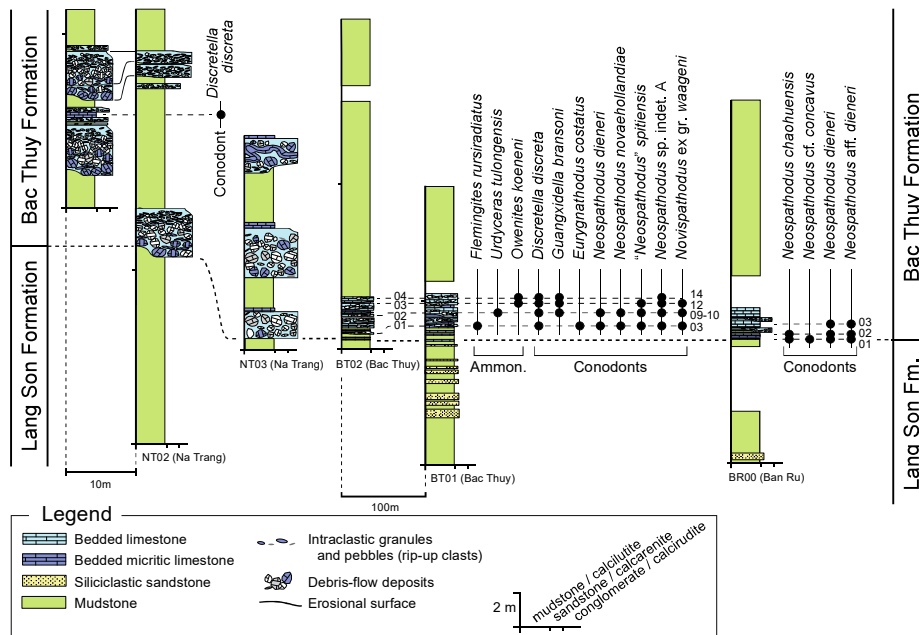 Bac Thuy Formation
Lang Son Formation
Discretella
discreta
Conodont
NT02 (Na Trang)
10m
NT03 (Na Trang)
BT02 (Bac Thuy)
04
03
02
01
100m
BT01 (Bac Thuy)
Flemingites rursiradiatus
Urdyceras tulongensis
Owenites koeneni
Discretella discreta
Guangxidella bransoni
Eurygnathodus costatus
Neospathodus dieneri
Neospathodus novaehollandiae
"Neospathodus" spitiensis
Neospathodus sp. indet. A
Novispathodus ex gr. waageni
14
12
09-10
03
Ammon.
Conodonts
BR00 (Ban Ru)
Neospathodus chaohuensis
Neospathodus cf. concavus
Neospathodus dieneri
Neospathodus aff. dieneri
03
02
01
Conodonts
Bac Thuy Formation
Lang Son Fm.
Legend
Bedded limestone
Bedded micritic limestone
Siliciclastic sandstone
Mudstone
Intraclastic granules
and pebbles (rip-up clasts)
Debris-flow deposits
Erosional surface
2 m
mudstone / calcilutite
sandstone / calcarenite
conglomerate / calcirudite